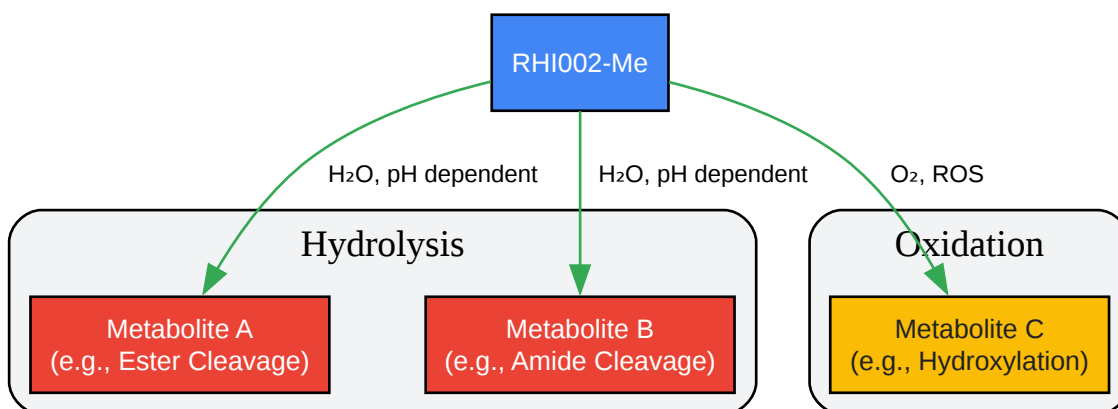 RHI002-Me
H₂O, pH dependent
H₂O, pH dependent
O₂, ROS
Hydrolysis
Oxidation
Metabolite A
(e.g., Ester Cleavage)
Metabolite B
(e.g., Amide Cleavage)
Metabolite C
(e.g., Hydroxylation)